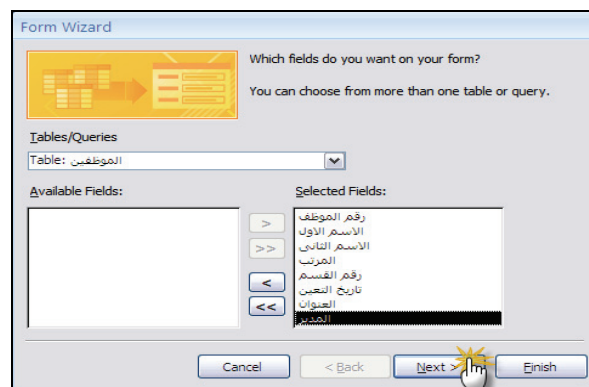 Form Wizard
Which fields do you want on your form?
You can choose from more than one table or query.
Tables/Queries
Table: الموظفين
Available Fields:
Selected Fields:
رقم الموظف
الاسم الاول
الاسم الثانى
المرتب
رقم القسم
تاريخ التعين
العنوان
المدير
>
>>
<
<<
Cancel
< Back
Next >
Finish